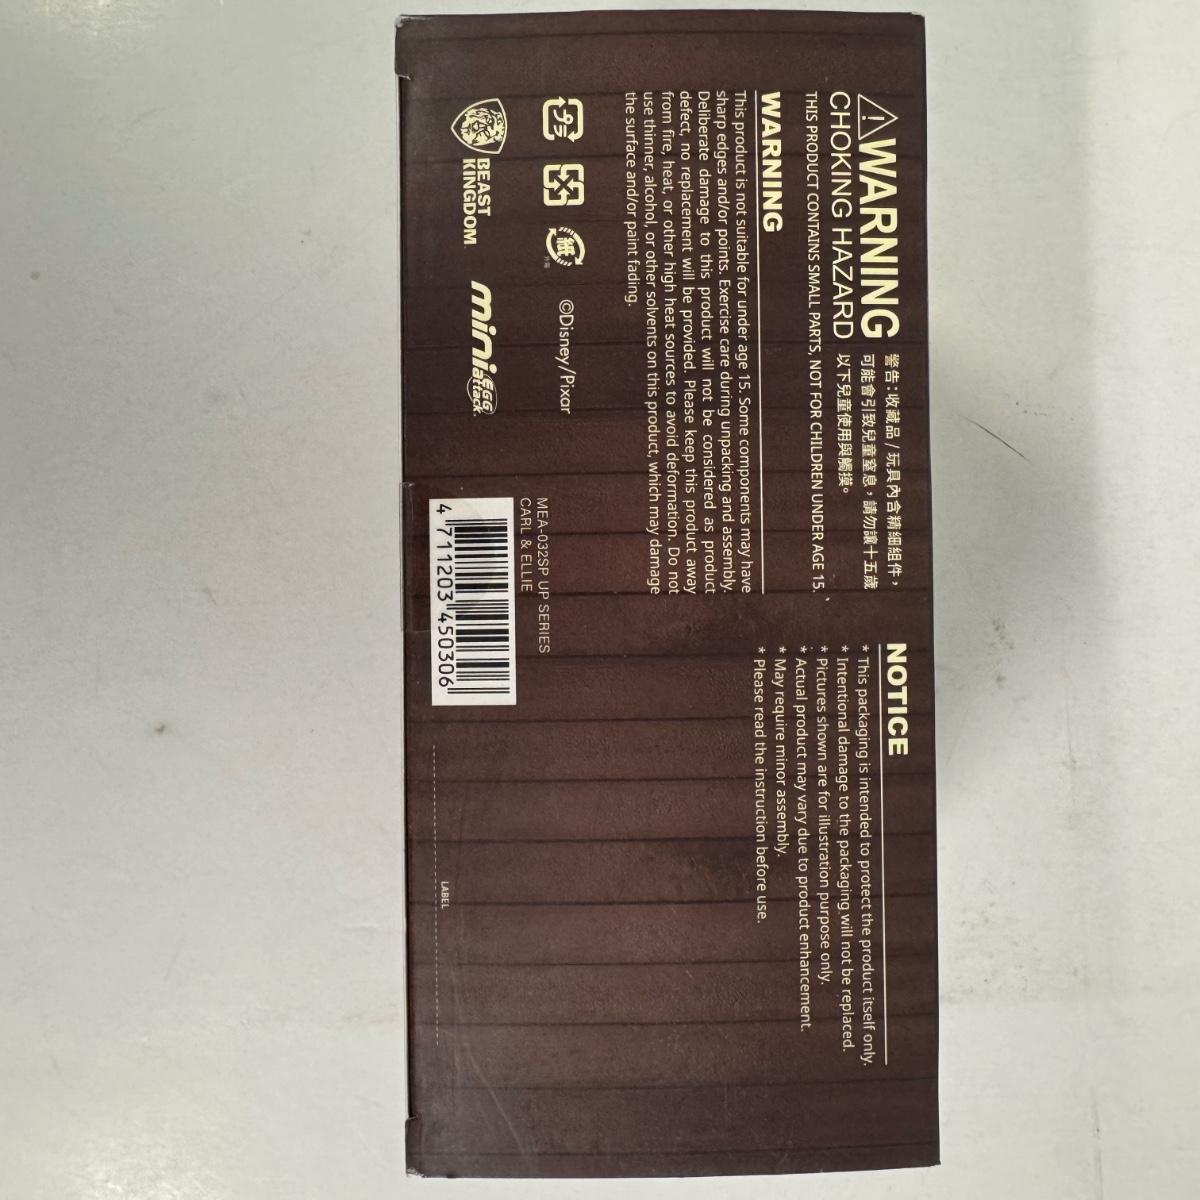 WARNING
CHOKING HAZARD
THIS PRODUCT CONTAINS SMALL PARTS, NOT FOR CHILDREN UNDER AGE 15.
警告:收藏品/玩具內含精細組件，
可能會引致兒童窒息，請勿讓十五歲
以下兒童使用與觸摸。
WARNING
This product is not suitable for under age 15. Some components may have
sharp edges and/or points. Exercise care during unpacking and assembly.
Deliberate damage to this product will not be considered as product
defect, no replacement will be provided. Please keep this product away
from fire, heat, or other high heat sources to avoid deformation. Do not
use thinner, alcohol, or other solvents on this product, which may damage
the surface and/or paint fading.
プラ
紙
外箱
©Disney/Pixar
BEAST
KINGDOM
mini EGG
attack
NOTICE
* This packaging is intended to protect the product itself only.
* Intentional damage to the packaging will not be replaced.
* Pictures shown are for illustration purpose only.
* Actual product may vary due to product enhancement.
* May require minor assembly.
* Please read the instruction before use.
MEA-032SP UP SERIES
CARL & ELLIE
4 711203 450306
LABEL